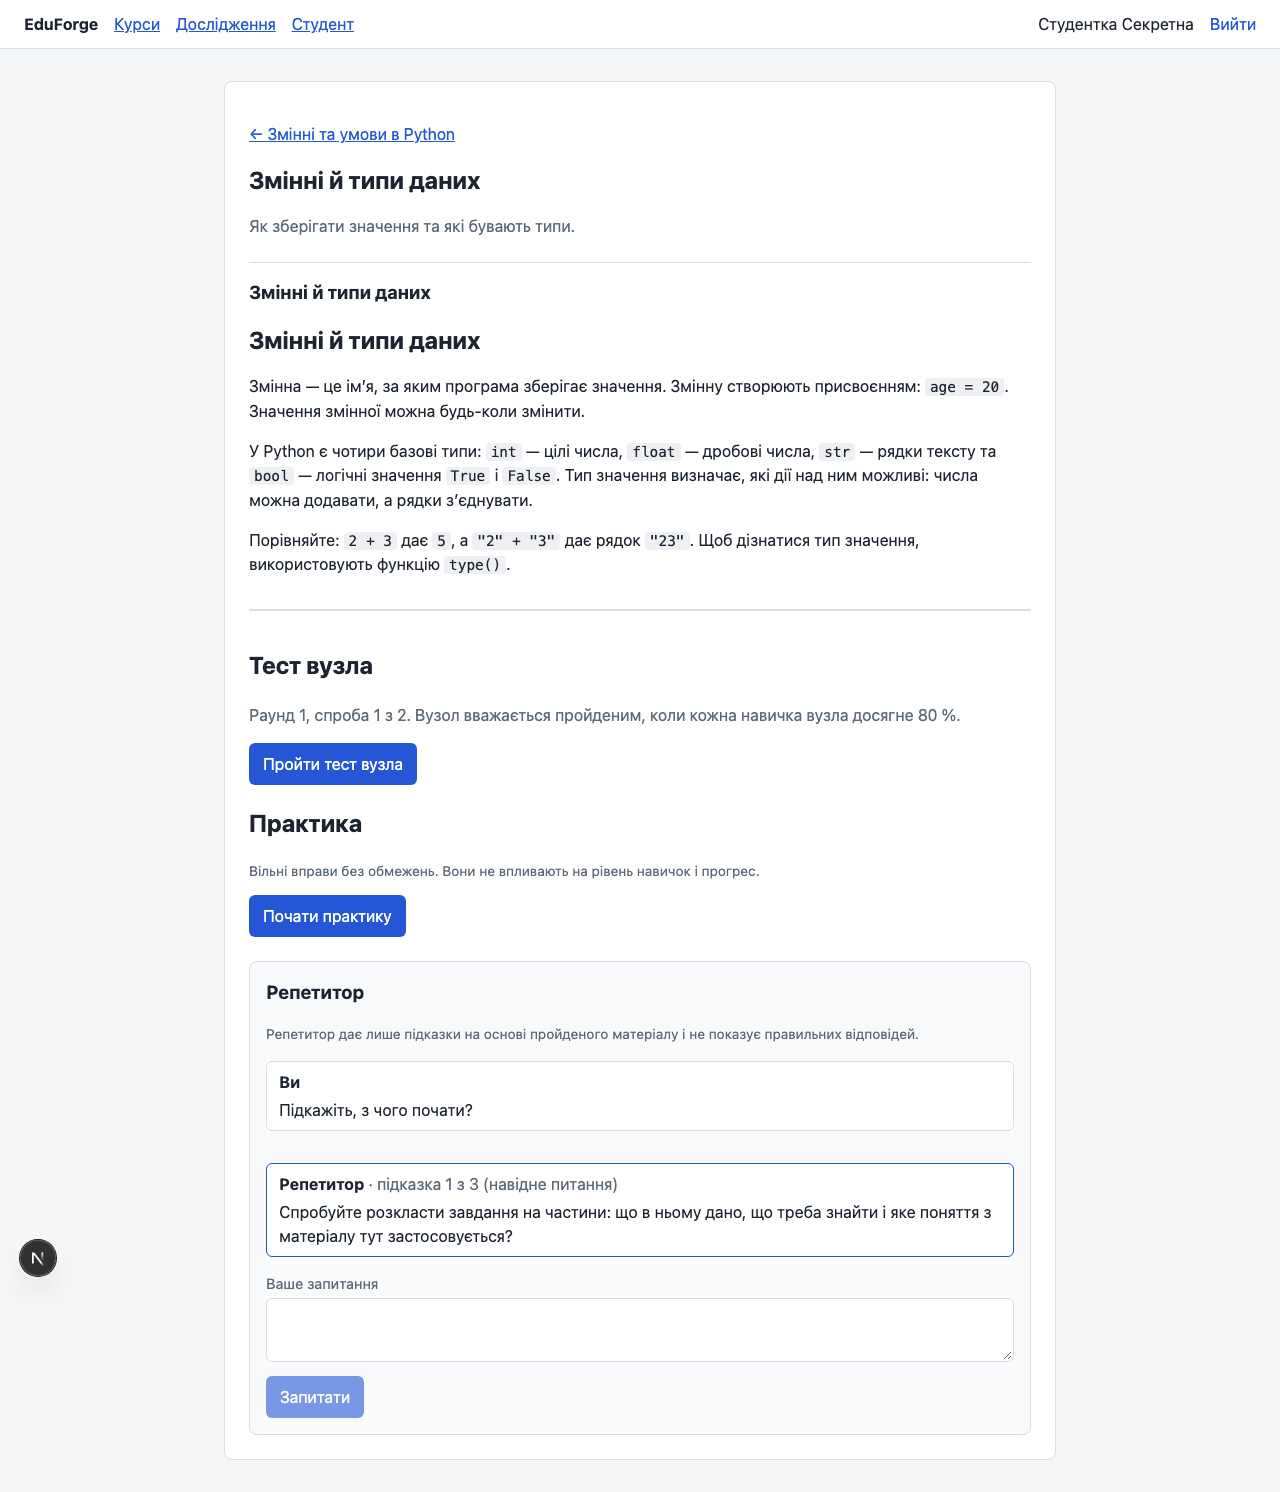 EduForge Курси Дослідження Студент Студентка Секретна Вийти
← Змінні та умови в Python
Змінні й типи даних
Як зберігати значення та які бувають типи.
Змінні й типи даних
Змінні й типи даних
Змінна — це ім’я, за яким програма зберігає значення. Змінну створюють присвоєнням: age = 20.
Значення змінної можна будь-коли змінити.
У Python є чотири базові типи: int — цілі числа, float — дробові числа, str — рядки тексту та
bool — логічні значення True і False. Тип значення визначає, які дії над ним можливі: числа
можна додавати, а рядки з’єднувати.
Порівняйте: 2 + 3 дає 5, а "2" + "3" дає рядок "23". Щоб дізнатися тип значення,
використовують функцію type().
Тест вузла
Раунд 1, спроба 1 з 2. Вузол вважається пройденим, коли кожна навичка вузла досягне 80 %.
Пройти тест вузла
Практика
Вільні вправи без обмежень. Вони не впливають на рівень навичок і прогрес.
Почати практику
Репетитор
Репетитор дає лише підказки на основі пройденого матеріалу і не показує правильних відповідей.
Ви
Підкажіть, з чого почати?
Репетитор · підказка 1 з 3 (навідне питання)
Спробуйте розкласти завдання на частини: що в ньому дано, що треба знайти і яке поняття з
матеріалу тут застосовується?
N
Ваше запитання
Запитати